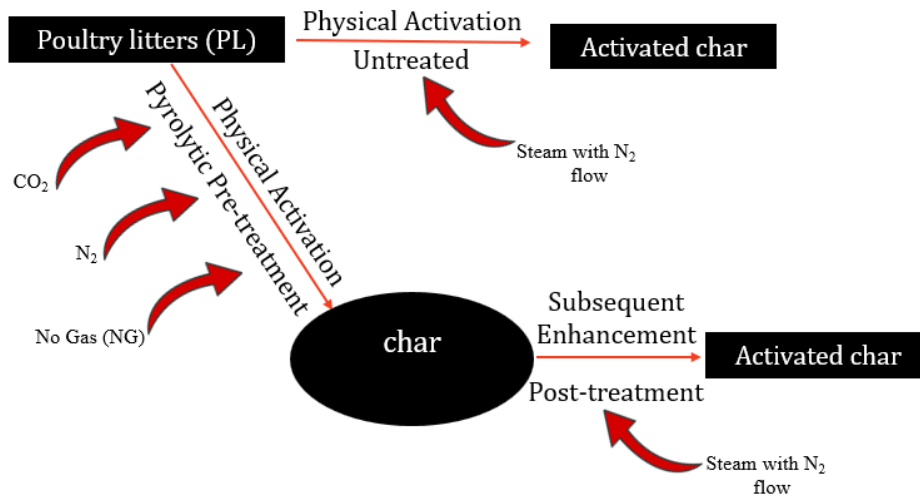 Poultry litters (PL)
Physical Activation
Untreated
Activated char
Steam with N₂
flow
Physical Activation
Pyrolytic Pre-treatment
CO₂
N₂
No Gas (NG)
char
Subsequent
Enhancement
Post-treatment
Activated char
Steam with N₂
flow